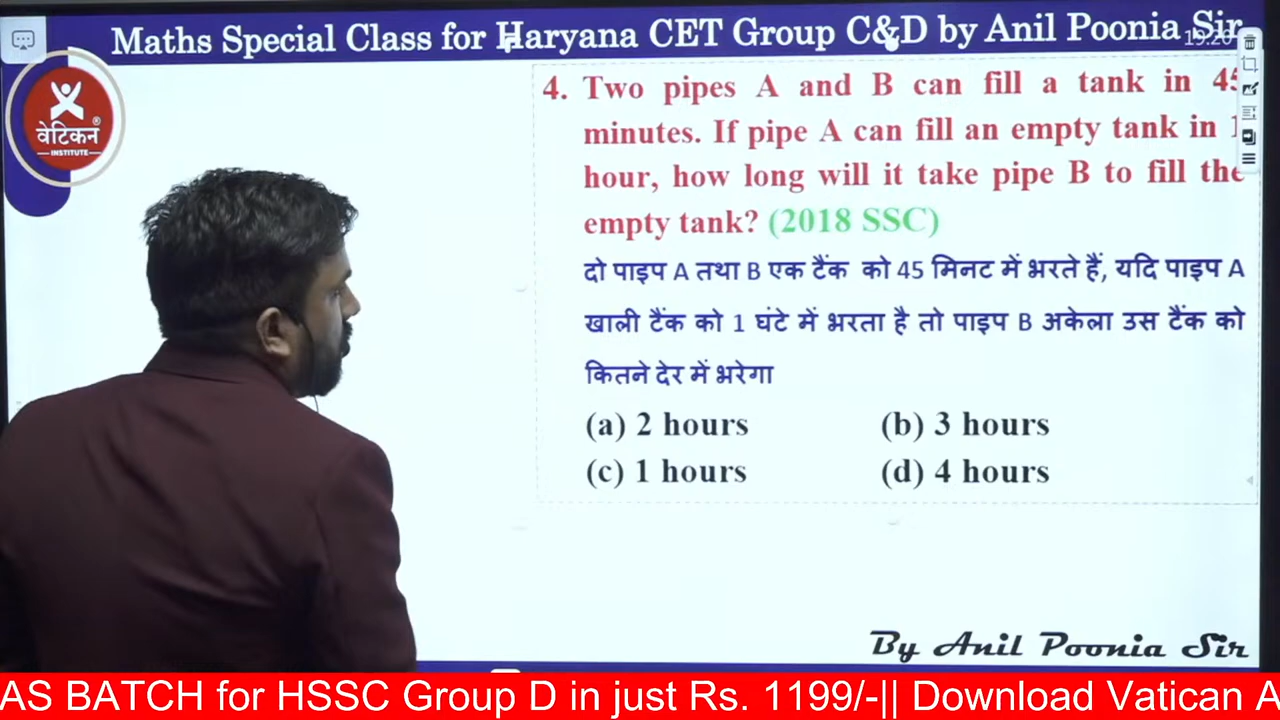 Maths Special Class for Haryana CET Group C&D by Anil Poonia Sir
19:20
वेटिकन
INSTITUTE
4. Two pipes A and B can fill a tank in 45
minutes. If pipe A can fill an empty tank in 1
hour, how long will it take pipe B to fill the
empty tank? (2018 SSC)
दो पाइप A तथा B एक टैंक को 45 मिनट में भरते हैं, यदि पाइप A
खाली टैंक को 1 घंटे में भरता है तो पाइप B अकेला उस टैंक को
कितने देर में भरेगा
(a) 2 hours (b) 3 hours
(c) 1 hours (d) 4 hours
By Anil Poonia Sir
AS BATCH for HSSC Group D in just Rs. 1199/-|| Download Vatican A